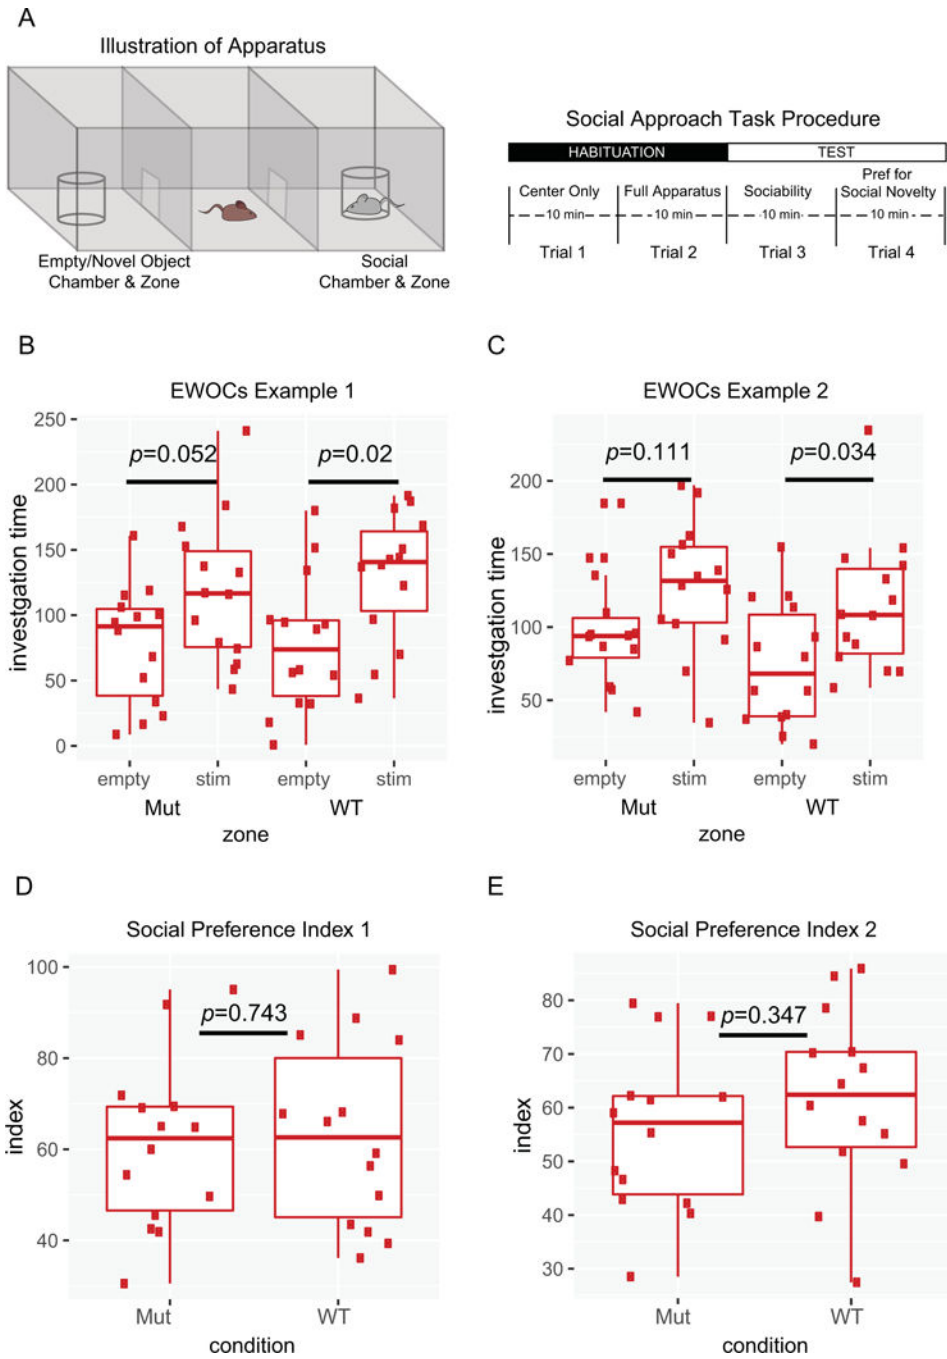 A
Illustration of Apparatus
Empty/Novel Object
Chamber & Zone
Social
Chamber & Zone
Social Approach Task Procedure
HABITUATION
TEST
Center Only
Full Apparatus
Sociability
Pref for
Social Novelty
10 min
10 min
10 min
10 min
Trial 1
Trial 2
Trial 3
Trial 4
B
EWOCs Example 1
p=0.052
p=0.02
investgation time
250
200
150
100
50
0
empty
stim
empty
stim
Mut
WT
zone
C
EWOCs Example 2
p=0.111
p=0.034
investgation time
200
150
100
50
empty
stim
empty
stim
Mut
WT
zone
D
Social Preference Index 1
p=0.743
index
100
80
60
40
Mut
WT
condition
E
Social Preference Index 2
p=0.347
index
80
70
60
50
40
30
Mut
WT
condition